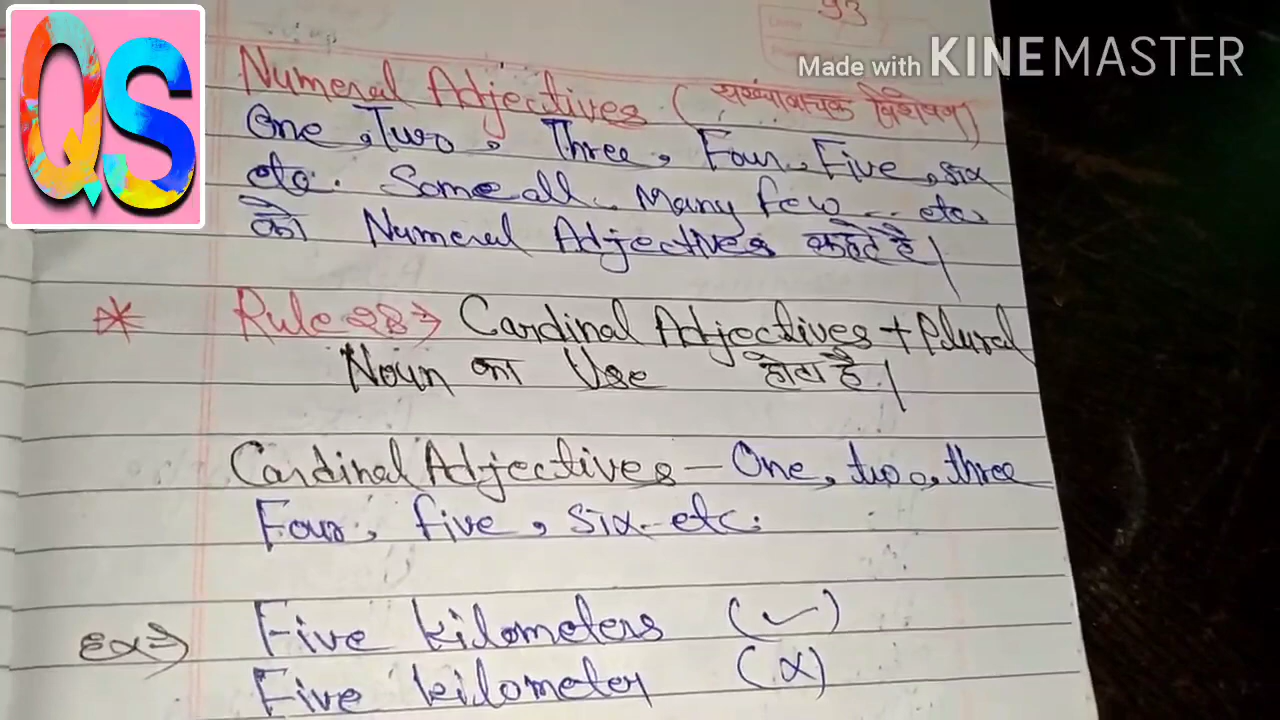 QS
93
Made with KINEMASTER
Numeral Adjectives (संख्यावाचक विशेषण)
One, Two, Three, Four, Five, six
etc. Some all.. Many few... etc.
को Numeral Adjectives कहते है।
* Rule 28→ Cardinal Adjectives + Plural
Noun का Use होता है।
Cardinal Adjectives – One, two, three
Four, five, six.. etc.
Ex→ Five kilometers (✓)
Five kilometer (x)